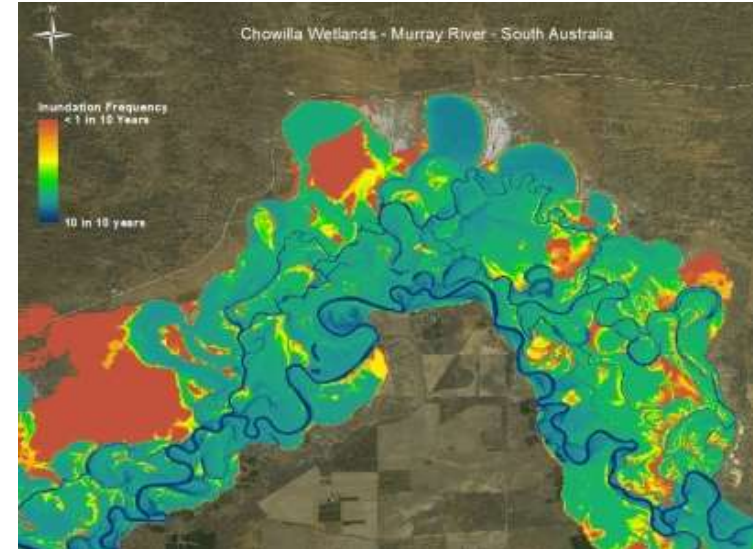 N
Chowilla Wetlands - Murray River - South Australia
Inundation Frequency
< 1 in 10 Years
10 in 10 years